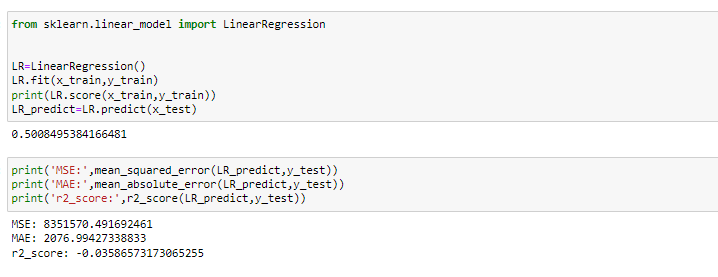 from sklearn.linear_model import LinearRegression
LR=LinearRegression()
LR.fit(x_train,y_train)
print(LR.score(x_train,y_train))
LR_predict=LR.predict(x_test)
0.5008495384166481
print('MSE:',mean_squared_error(LR_predict,y_test))
print('MAE:',mean_absolute_error(LR_predict,y_test))
print('r2_score:',r2_score(LR_predict,y_test))
MSE: 8351570.491692461
MAE: 2076.99427338833
r2_score: -0.03586573173065255